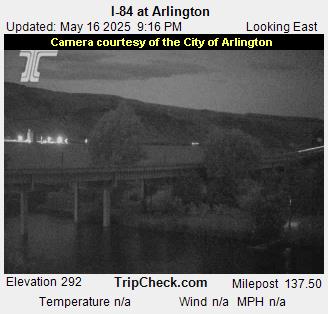 I-84 at Arlington
Updated: May 16 2025 9:16 PM Looking East
Camera courtesy of the City of Arlington
Elevation 292 TripCheck.com Milepost 137.50
Temperature n/a Wind n/a MPH n/a